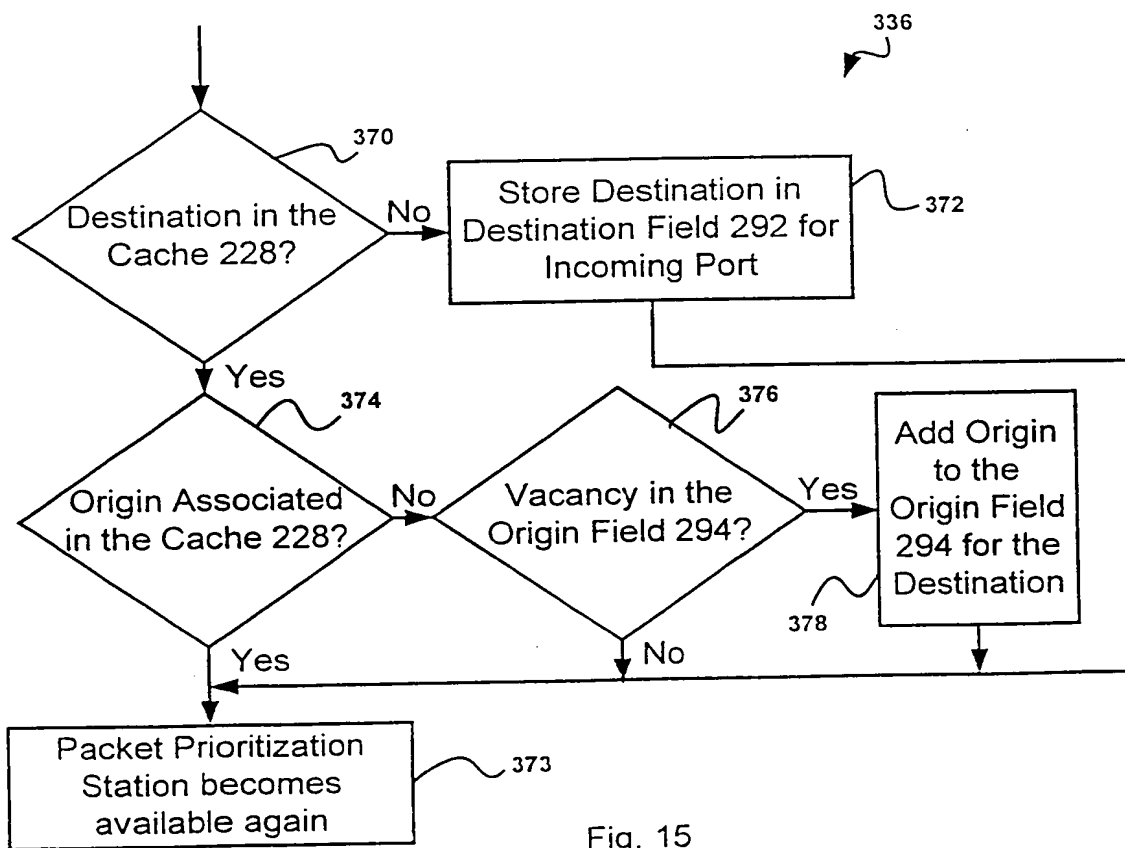 336
370
Destination in the
Cache 228?
No
Store Destination in
Destination Field 292 for
Incoming Port
372
Yes
374
Origin Associated
in the Cache 228?
No
376
Vacancy in the
Origin Field 294?
Yes
Add Origin
to the
Origin Field
294 for the
Destination
378
Yes
No
Packet Prioritization
Station becomes
available again
373
Fig. 15